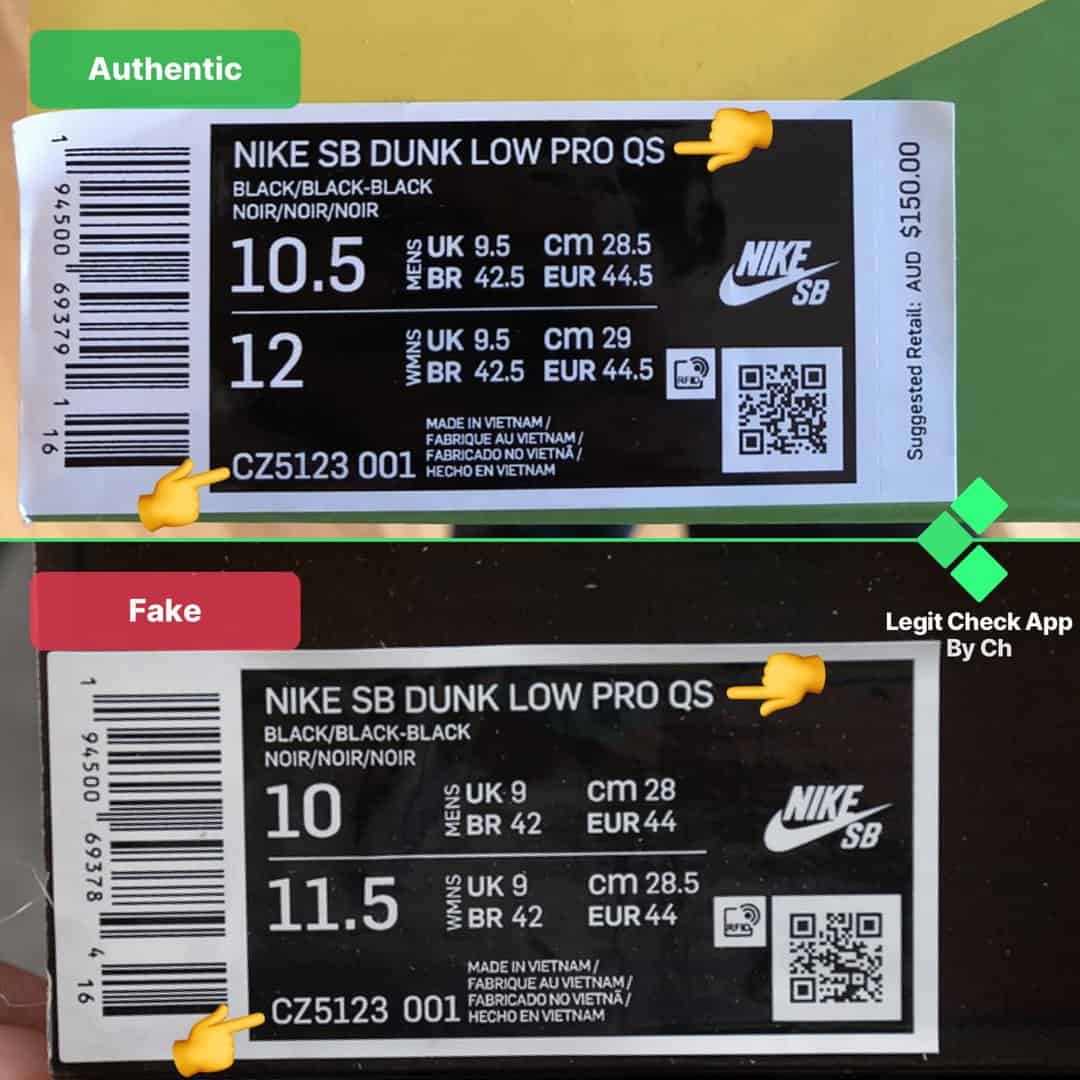 Authentic
1 94500 69379 1 16
NIKE SB DUNK LOW PRO QS
BLACK/BLACK-BLACK
NOIR/NOIR/NOIR
10.5
MENS
UK 9.5 cm 28.5
BR 42.5 EUR 44.5
12
WMNS
UK 9.5 cm 29
BR 42.5 EUR 44.5
NIKE
SB
RFID
MADE IN VIETNAM /
FABRIQUE AU VIETNAM /
FABRICADO NO VIETNÃ /
HECHO EN VIETNAM
CZ5123 001
Suggested Retail: AUD $150.00
Fake
Legit Check App
By Ch
1 94500 69378 4 16
NIKE SB DUNK LOW PRO QS
BLACK/BLACK-BLACK
NOIR/NOIR/NOIR
10
MENS
UK 9 cm 28
BR 42 EUR 44
11.5
WMNS
UK 9 cm 28.5
BR 42 EUR 44
NIKE
SB
RFID
MADE IN VIETNAM /
FABRIQUE AU VIETNAM /
FABRICADO NO VIETNÃ /
HECHO EN VIETNAM
CZ5123 001